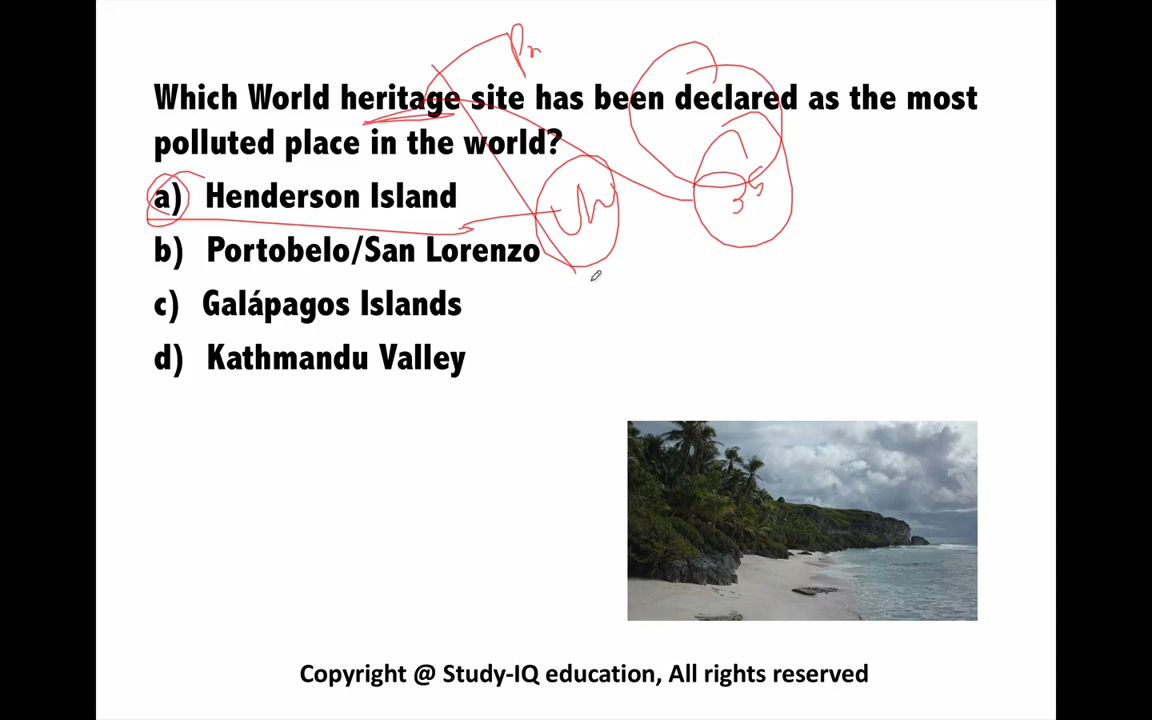 Which World heritage site has been declared as the most
polluted place in the world?
a) Henderson Island
b) Portobelo/San Lorenzo
c) Galápagos Islands
d) Kathmandu Valley
Copyright @ Study-IQ education, All rights reserved